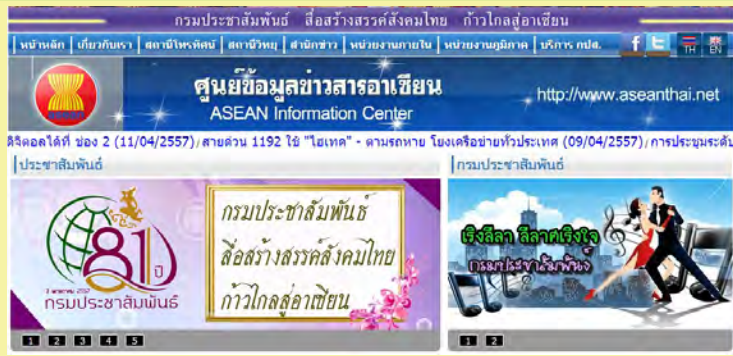 กรมประชาสัมพันธ์ สื่อสร้างสรรค์สังคมไทย ก้าวไกลสู่อาเซียน
หน้าหลัก | เกี่ยวกับเรา | สถานีโทรทัศน์ | สถานีวิทยุ | สำนักข่าว | หน่วยงานภายใน | หน่วยงานภูมิภาค | บริการ กปส. f t TH EN
asean
ศูนย์ข้อมูลข่าวสารอาเซียน
ASEAN Information Center
http://www.aseanthai.net
ดิจิตอลได้ที่ ช่อง 2 (11/04/2557)/สายด่วน 1192 ใช้ "ไฮเทค" - ตามรถหาย โยงเครือข่ายทั่วประเทศ (09/04/2557)/การประชุมระดับ
ประชาสัมพันธ์
กรมประชาสัมพันธ์
81 ปี
3 พฤษภาคม 2557
กรมประชาสัมพันธ์
กรมประชาสัมพันธ์
สื่อสร้างสรรค์สังคมไทย
ก้าวไกลสู่อาเซียน
เริงลีลา ลีลาศเริงใจ
กรมประชาสัมพันธ์
1 2 3 4 5
1 2